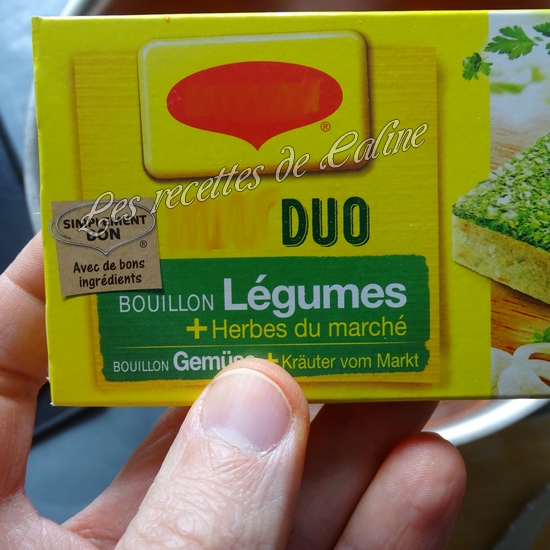 ®
Les recettes de Caline
SIMPLEMENT
BON
®
Avec de bons
ingrédients
DUO
BOUILLON Légumes
+ Herbes du marché
BOUILLON Gemüse + Kräuter vom Markt